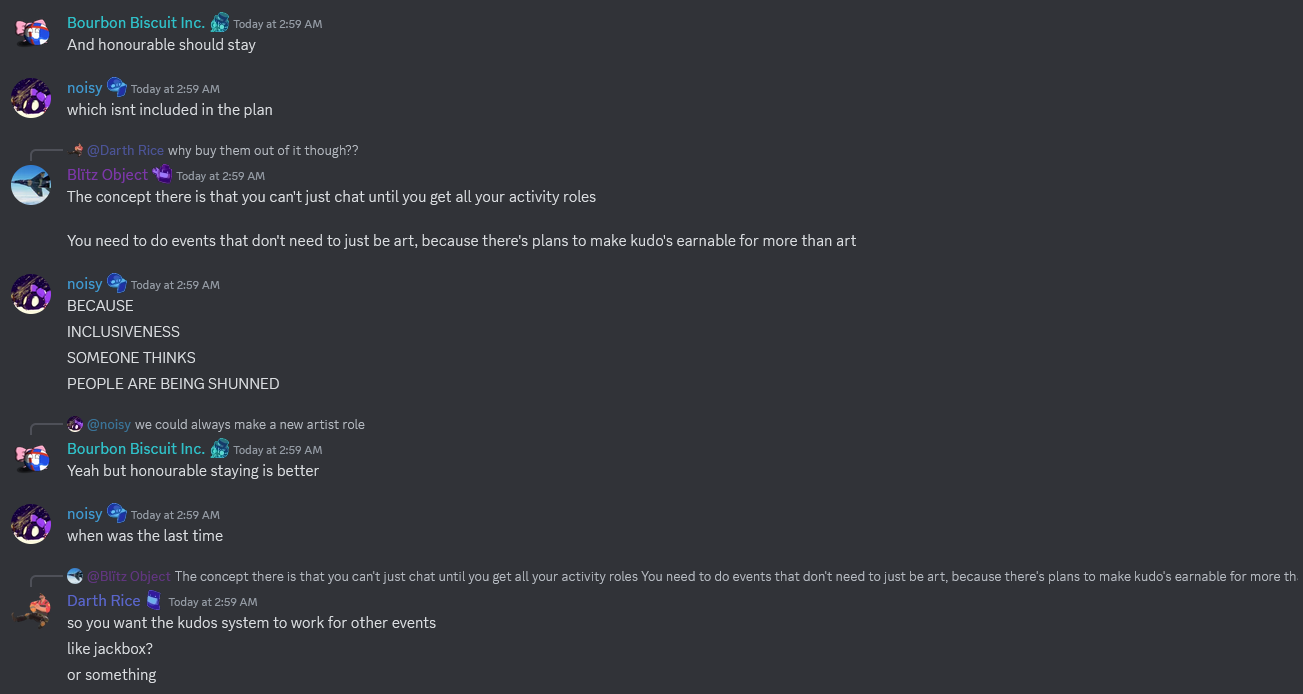 Bourbon Biscuit Inc. Today at 2:59 AM
And honourable should stay
noisy Today at 2:59 AM
which isnt included in the plan
@Darth Rice why buy them out of it though??
Blïtz Object Today at 2:59 AM
The concept there is that you can't just chat until you get all your activity roles
You need to do events that don't need to just be art, because there's plans to make kudo's earnable for more than art
noisy Today at 2:59 AM
BECAUSE
INCLUSIVENESS
SOMEONE THINKS
PEOPLE ARE BEING SHUNNED
@noisy we could always make a new artist role
Bourbon Biscuit Inc. Today at 2:59 AM
Yeah but honourable staying is better
noisy Today at 2:59 AM
when was the last time
@Blïtz Object The concept there is that you can't just chat until you get all your activity roles You need to do events that don't need to just be art, because there's plans to make kudo's earnable for more th
Darth Rice Today at 2:59 AM
so you want the kudos system to work for other events
like jackbox?
or something